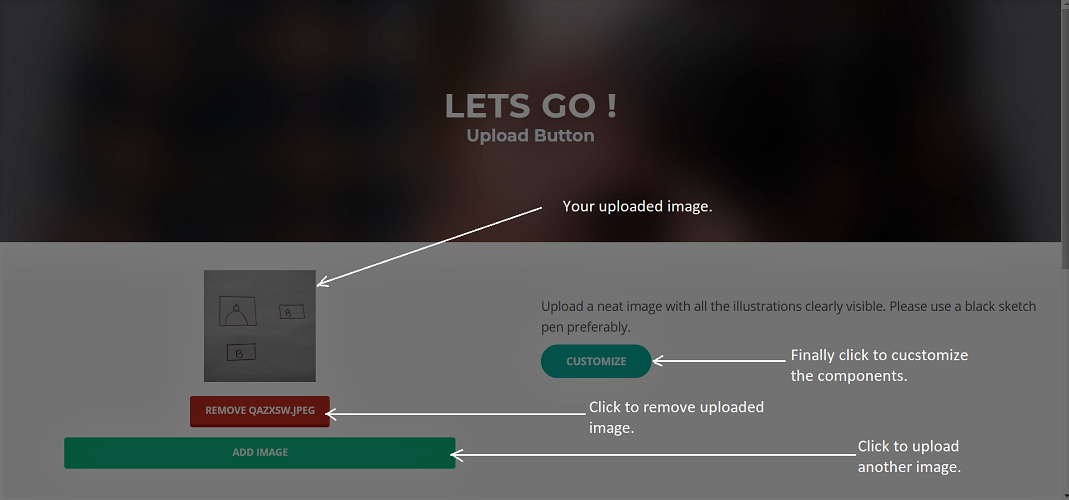 LETS GO !
Upload Button
Your uploaded image.
B
B
Upload a neat image with all the illustrations clearly visible. Please use a black sketch
pen preferably.
CUSTOMIZE
Finally click to cucstomize
the components.
REMOVE QAZXSW.JPEG
Click to remove uploaded
image.
ADD IMAGE
Click to upload
another image.